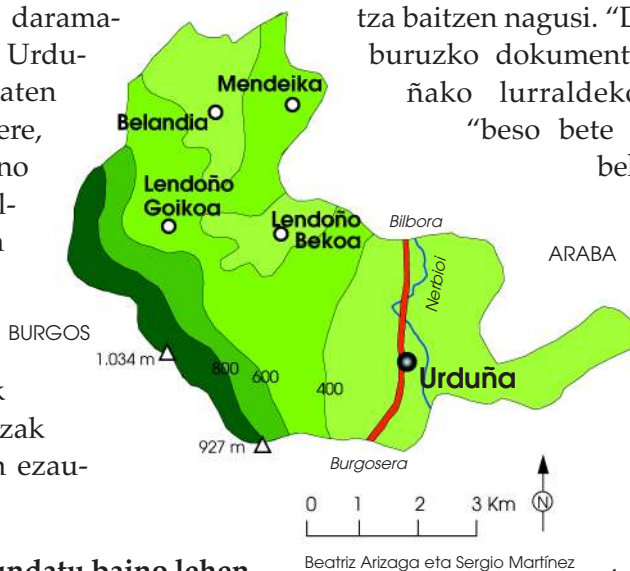 darama-
Urdu-
aten
ere,
no
l-
BURGOS
k
zak
n ezau-
undatu baino lehen
tza baitzen nagusi. “D
buruzko dokument
ñako lurraldeko
“beso bete
bel
Mendeika
Belandia
Lendoño
Goikoa
Lendoño
Bekoa
Bilbora
Nerbioi
ARABA
1.034 m
800
600
400
Urduña
927 m
Burgosera
0 1 2 3 Km
N
Beatriz Arizaga eta Sergio Martínez